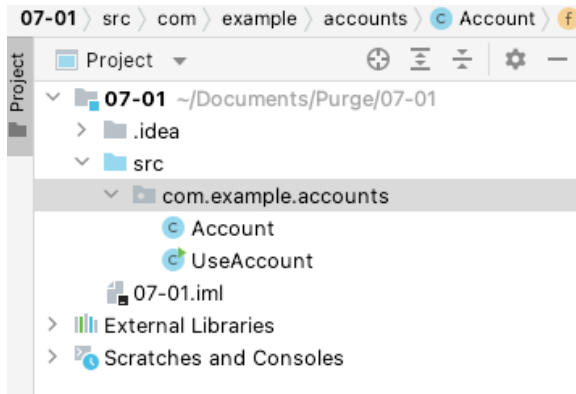 07-01 〉 src 〉 com 〉 example 〉 accounts 〉 C Account 〉 f
Project
Project
07-01 ~/Documents/Purge/07-01
.idea
src
com.example.accounts
C Account
C UseAccount
07-01.iml
External Libraries
Scratches and Consoles